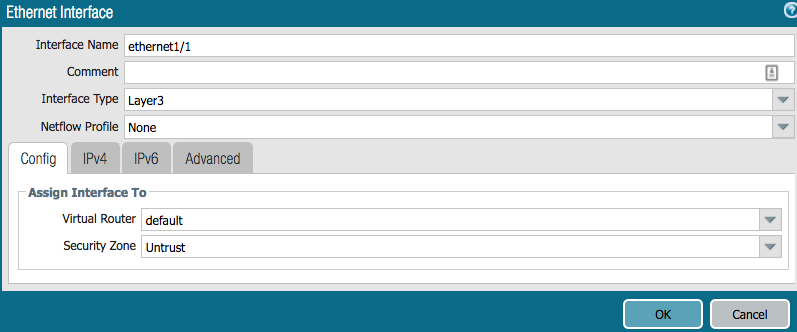 Ethernet Interface
Interface Name ethernet1/1
Comment
Interface Type Layer3
Netflow Profile None
Config IPv4 IPv6 Advanced
Assign Interface To
Virtual Router default
Security Zone Untrust
OK Cancel